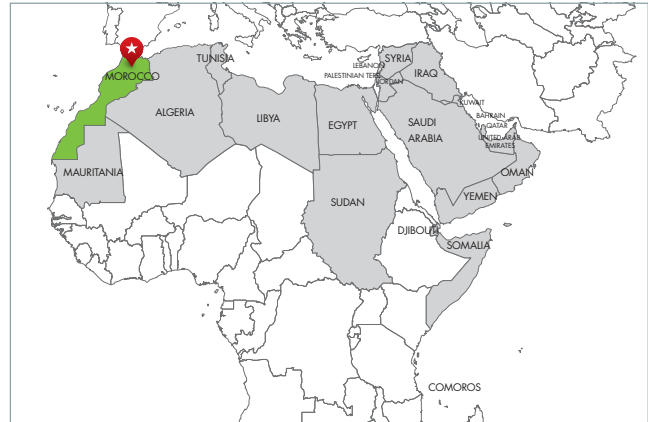 TUNISIA
LEBANON
SYRIA
MOROCCO
PALESTINIAN TERR.
JORDAN
IRAQ
ALGERIA
LIBYA
EGYPT
KUWAIT
BAHRAIN
QATAR
SAUDI
ARABIA
UNITED ARAB
EMIRATES
MAURITANIA
OMAN
SUDAN
YEMEN
DJIBOUTI
SOMALIA
COMOROS